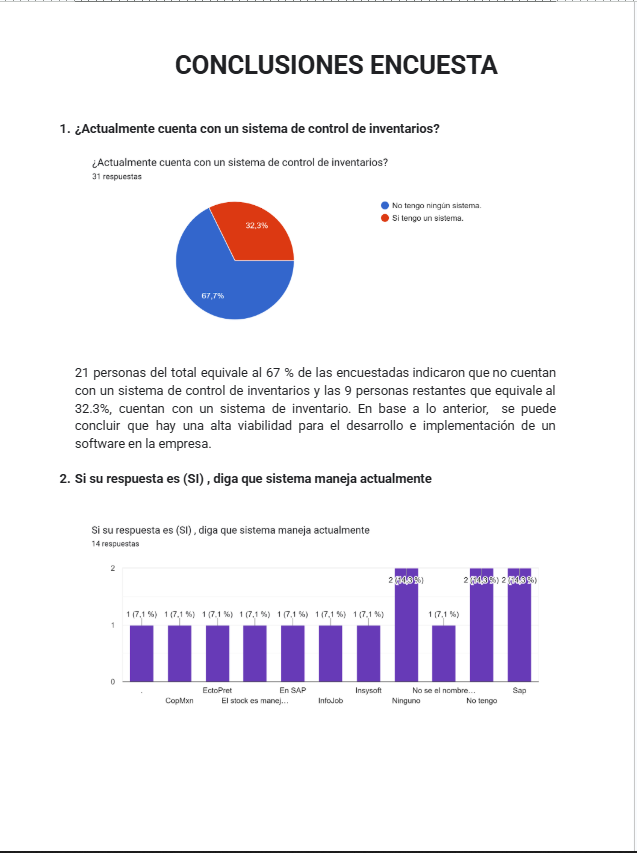 CONCLUSIONES ENCUESTA
1. ¿Actualmente cuenta con un sistema de control de inventarios?
¿Actualmente cuenta con un sistema de control de inventarios?
31 respuestas
No tengo ningún sistema.
Si tengo un sistema.
32,3%
67,7%
21 personas del total equivale al 67 % de las encuestadas indicaron que no cuentan
con un sistema de control de inventarios y las 9 personas restantes que equivale al
32.3%, cuentan con un sistema de inventario. En base a lo anterior, se puede
concluir que hay una alta viabilidad para el desarrollo e implementación de un
software en la empresa.
2. Si su respuesta es (SI) , diga que sistema maneja actualmente
Si su respuesta es (SI) , diga que sistema maneja actualmente
14 respuestas
2
2 (14,3 %) 2 (14,3 %) 2 (14,3 %)
1 (7,1 %) 1 (7,1 %) 1 (7,1 %) 1 (7,1 %) 1 (7,1 %) 1 (7,1 %) 1 (7,1 %) 1 (7,1 %)
1
0
. EctoPret En SAP Insysoft No se el nombre... Sap
CopMxn El stock es manej... InfoJob Ninguno No tengo